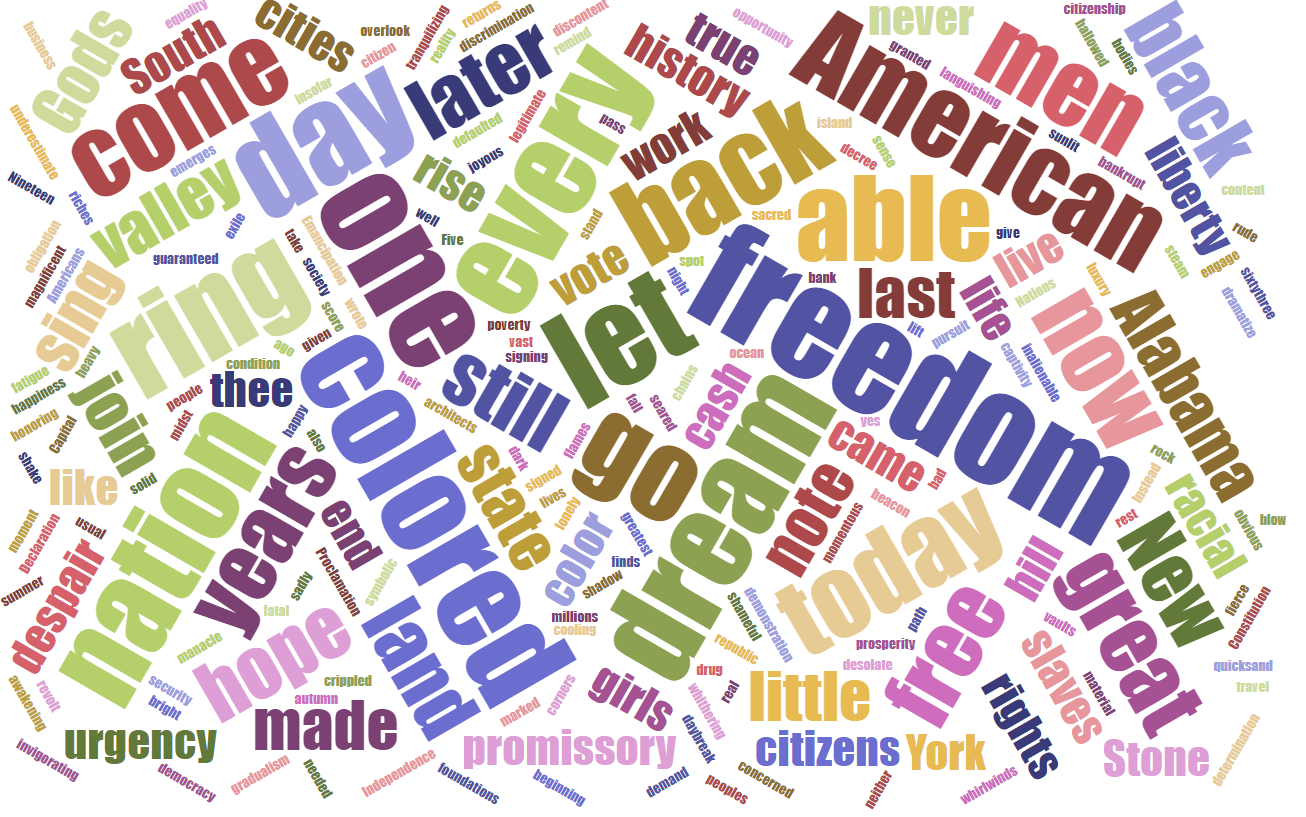 business
Gods
equality
South
come
cities
overlook
insofar
tranquilizing
citizen
reality
returns
discrimination
later
discontent
remind
every
history
true
opportunity
never
granted
languishing
American
men
citizenship
hallowed
bodies
black
underestimate
Nineteen
riches
emerges
valley
day
exile
defaulted
legitimate
joyous
rise
pass
work
back
island
sense
decree
sunlit
bankrupt
liberty
content
rude
obligation
magnificent
Americans
guaranteed
take
Emancipation
society
one
well
Five
stand
vote
spot
night
sacred
able
give
live
steam
engage
sixtythree
sing
ring
score
wrote
ago
given
poverty
vast
signing
let
freedom
bank
last
life
Nations
luxury
dramatize
fatigue
heavy
happiness
honoring
Capital
join
people
midst
condition
thee
colored
heir
architects
still
ocean
chains
seared
fall
cash
lift
pursuit
captivity
inalienable
now
Alabama
shake
like
solid
nation
happy
also
years
end
state
dark
flames
signed
lives
lonely
go
dream
yes
came
note
beacon
bad
momentous
rock
tested
rest
racial
obvious
blow
moment
Declaration
usual
summer
despair
sadly
Proclamation
fatal
symbolic
land
color
greatest
finds
shadow
millions
cooling
shameful
demonstration
today
path
prosperity
hill
great
New
fierce
Constitution
manacle
hope
security
bright
crippled
autumn
awakening
revolt
marked
corners
girls
drug
republic
whithering
real
little
desolate
free
vaults
slaves
material
quicksand
travel
urgency
made
promissory
daybreak
citizens
York
rights
Stone
determination
invigorating
democracy
gradualism
needed
Independence
foundations
beginning
demand
peoples
concerned
neither
whirlwinds